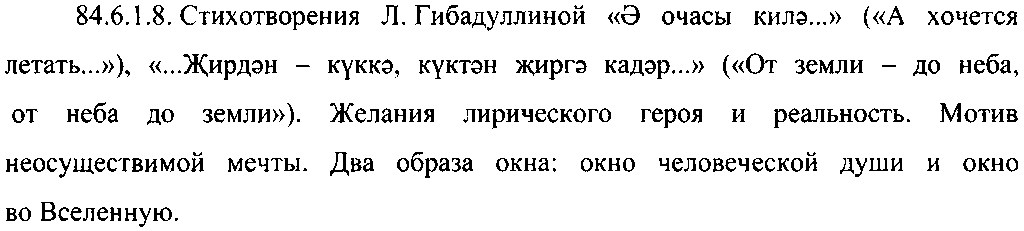 84.6.1.8. Стихотворения Л. Гибадуллиной «Ә очасы килә...» («А хочется
летать...»), «...Җирдән – күккә, күктән җиргә кадәр...» («От земли – до неба,
от неба до земли»). Желания лирического героя и реальность. Мотив
неосуществимой мечты. Два образа окна: окно человеческой души и окно
во Вселенную.